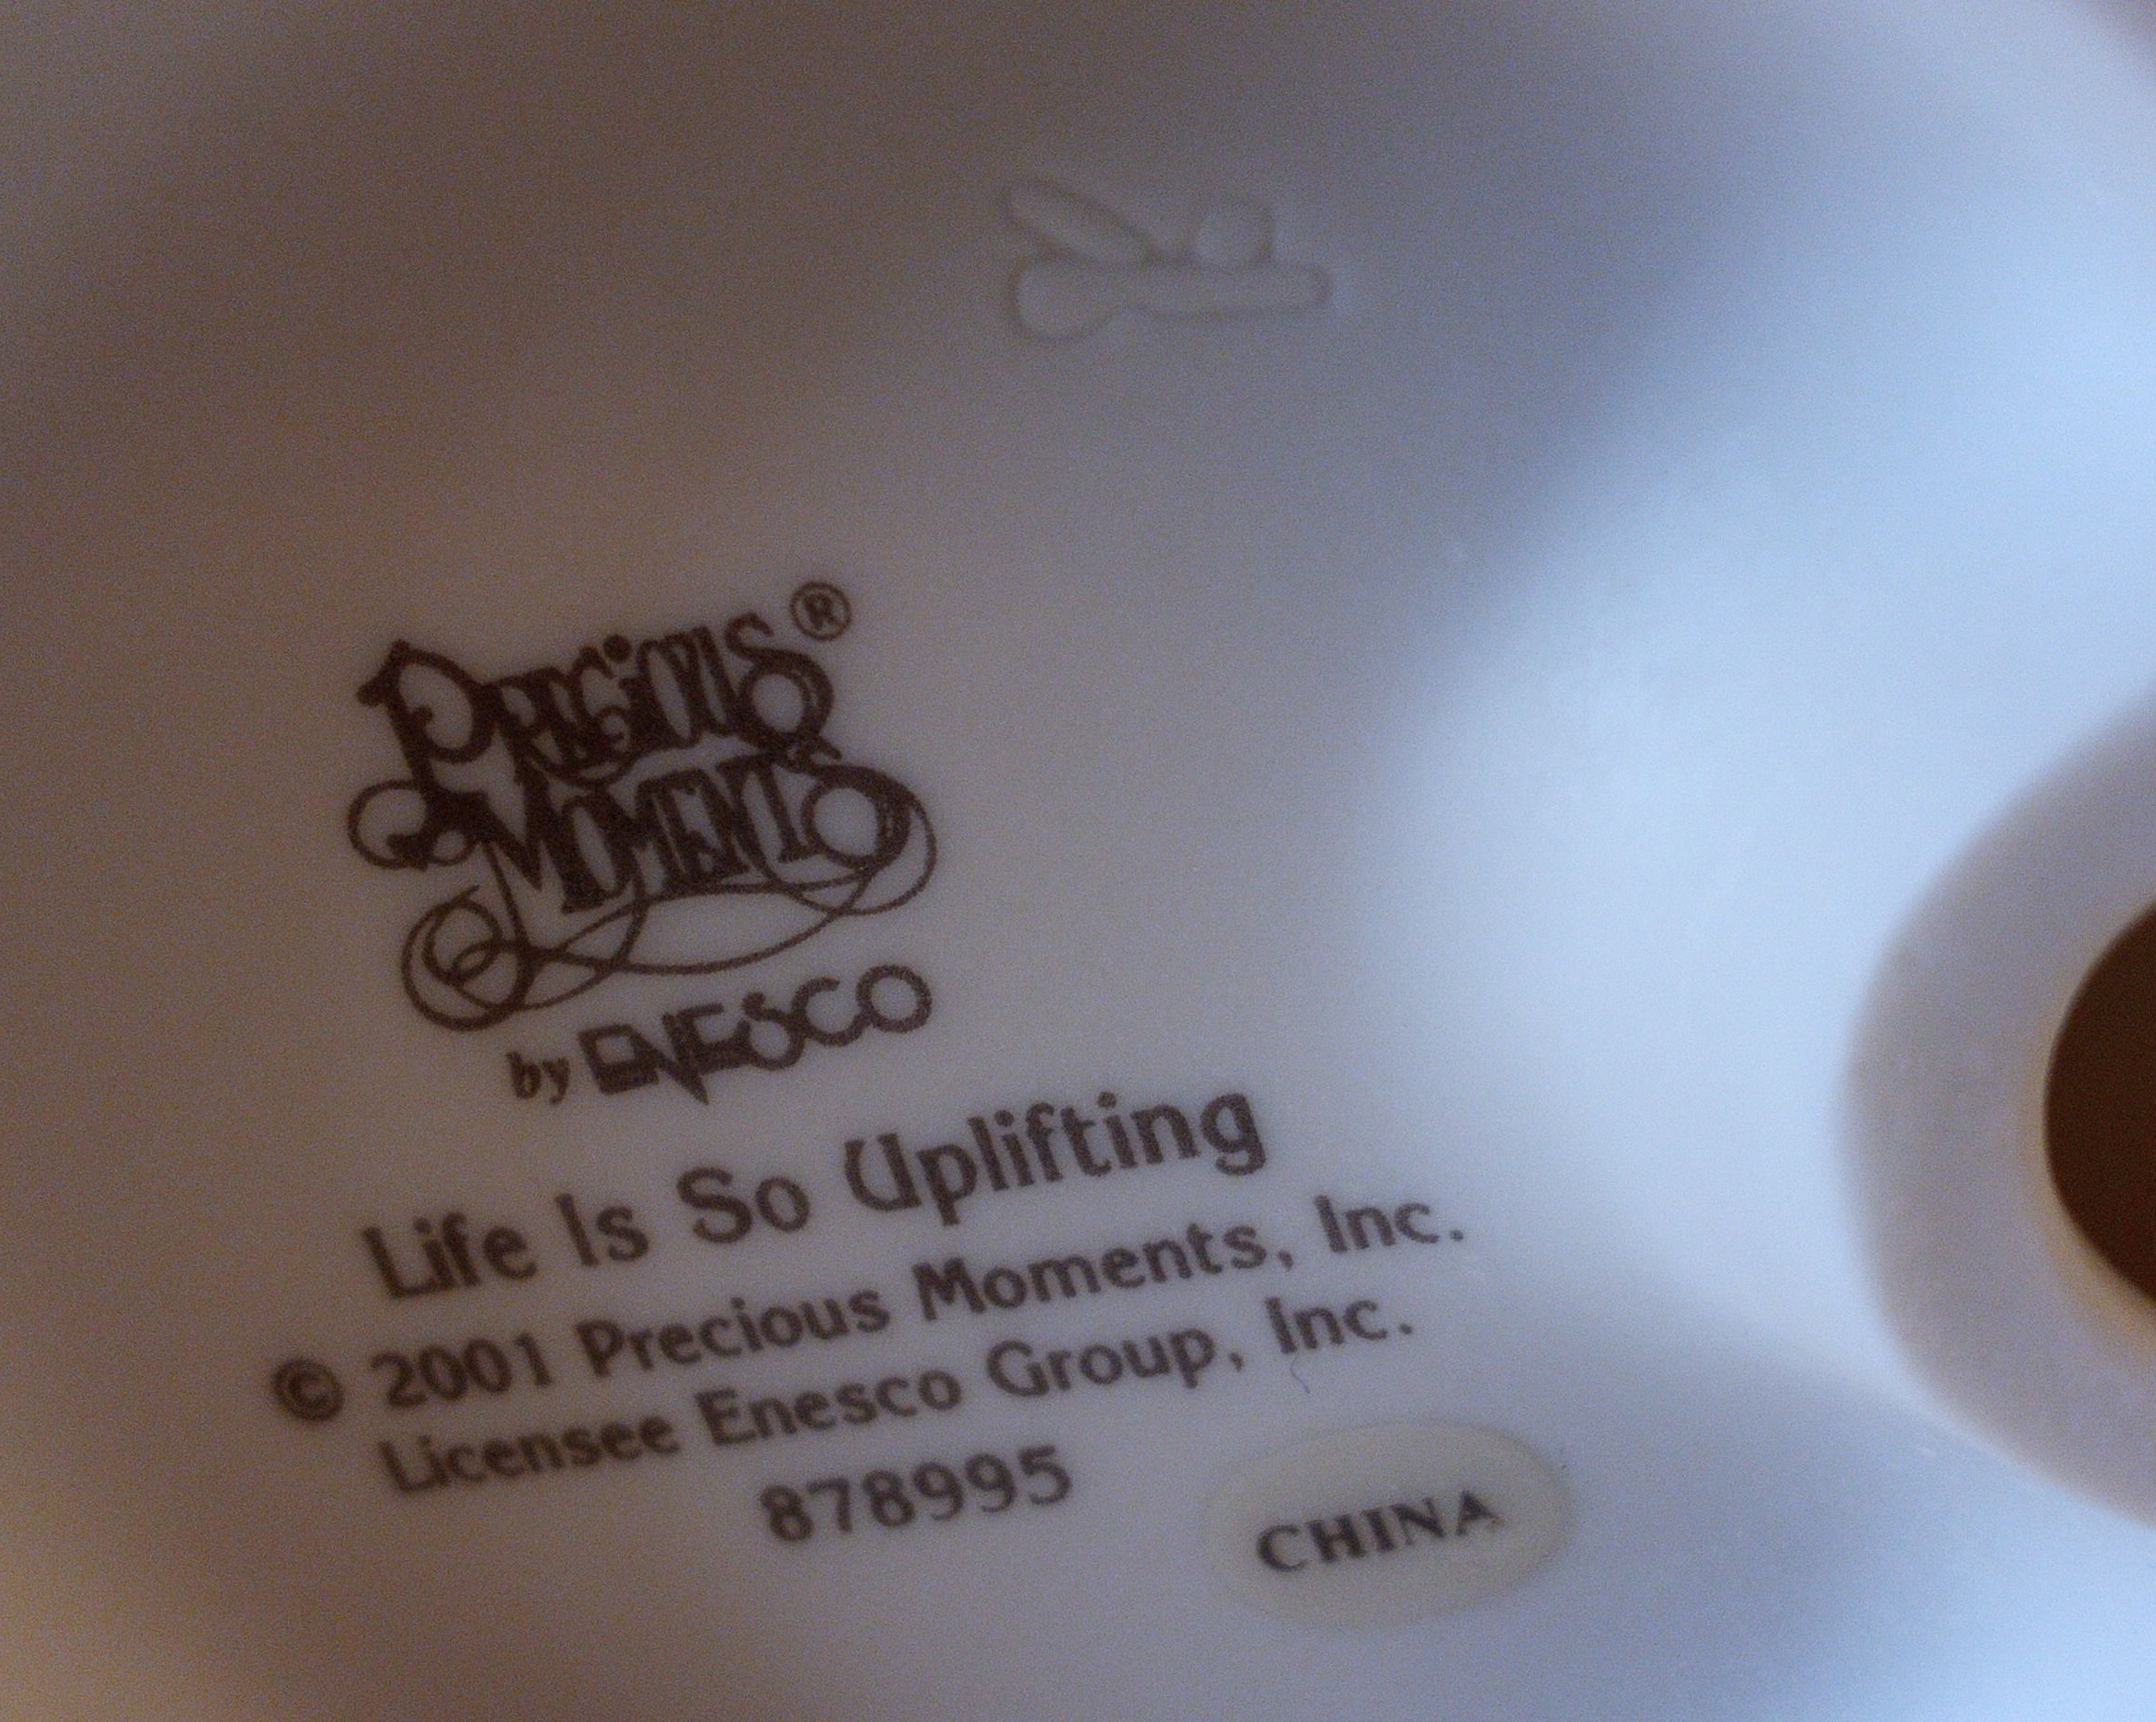 PRECIOUS ®
MOMENTS
by ENESCO
Life Is So Uplifting
© 2001 Precious Moments, Inc.
Licensee Enesco Group, Inc.
878995
CHINA